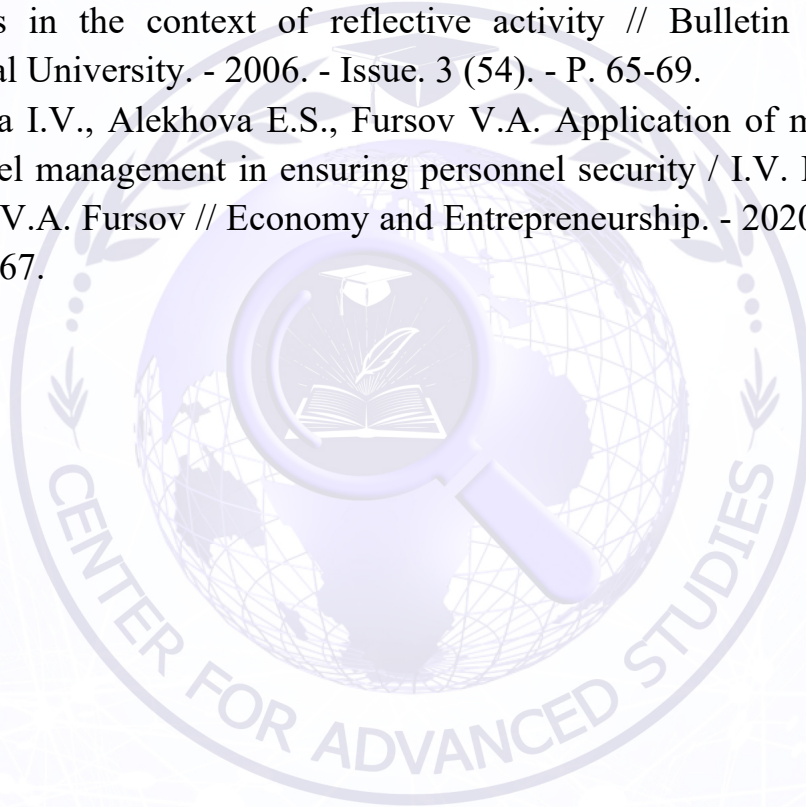 s in the context of reflective activity // Bulletin
al University. - 2006. - Issue. 3 (54). - P. 65-69.
a I.V., Alekhova E.S., Fursov V.A. Application of m
el management in ensuring personnel security / I.V.
V.A. Fursov // Economy and Entrepreneurship. - 2020
67.
CENTER FOR ADVANCED STUDIES